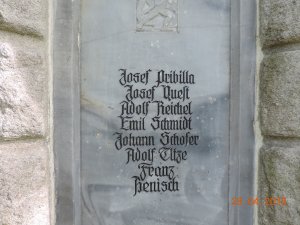 Josef Pribilla
Josef Quest
Adolf Reichel
Emil Schmidt
Johann Schofer
Adolf Titze
Franz
Benisch